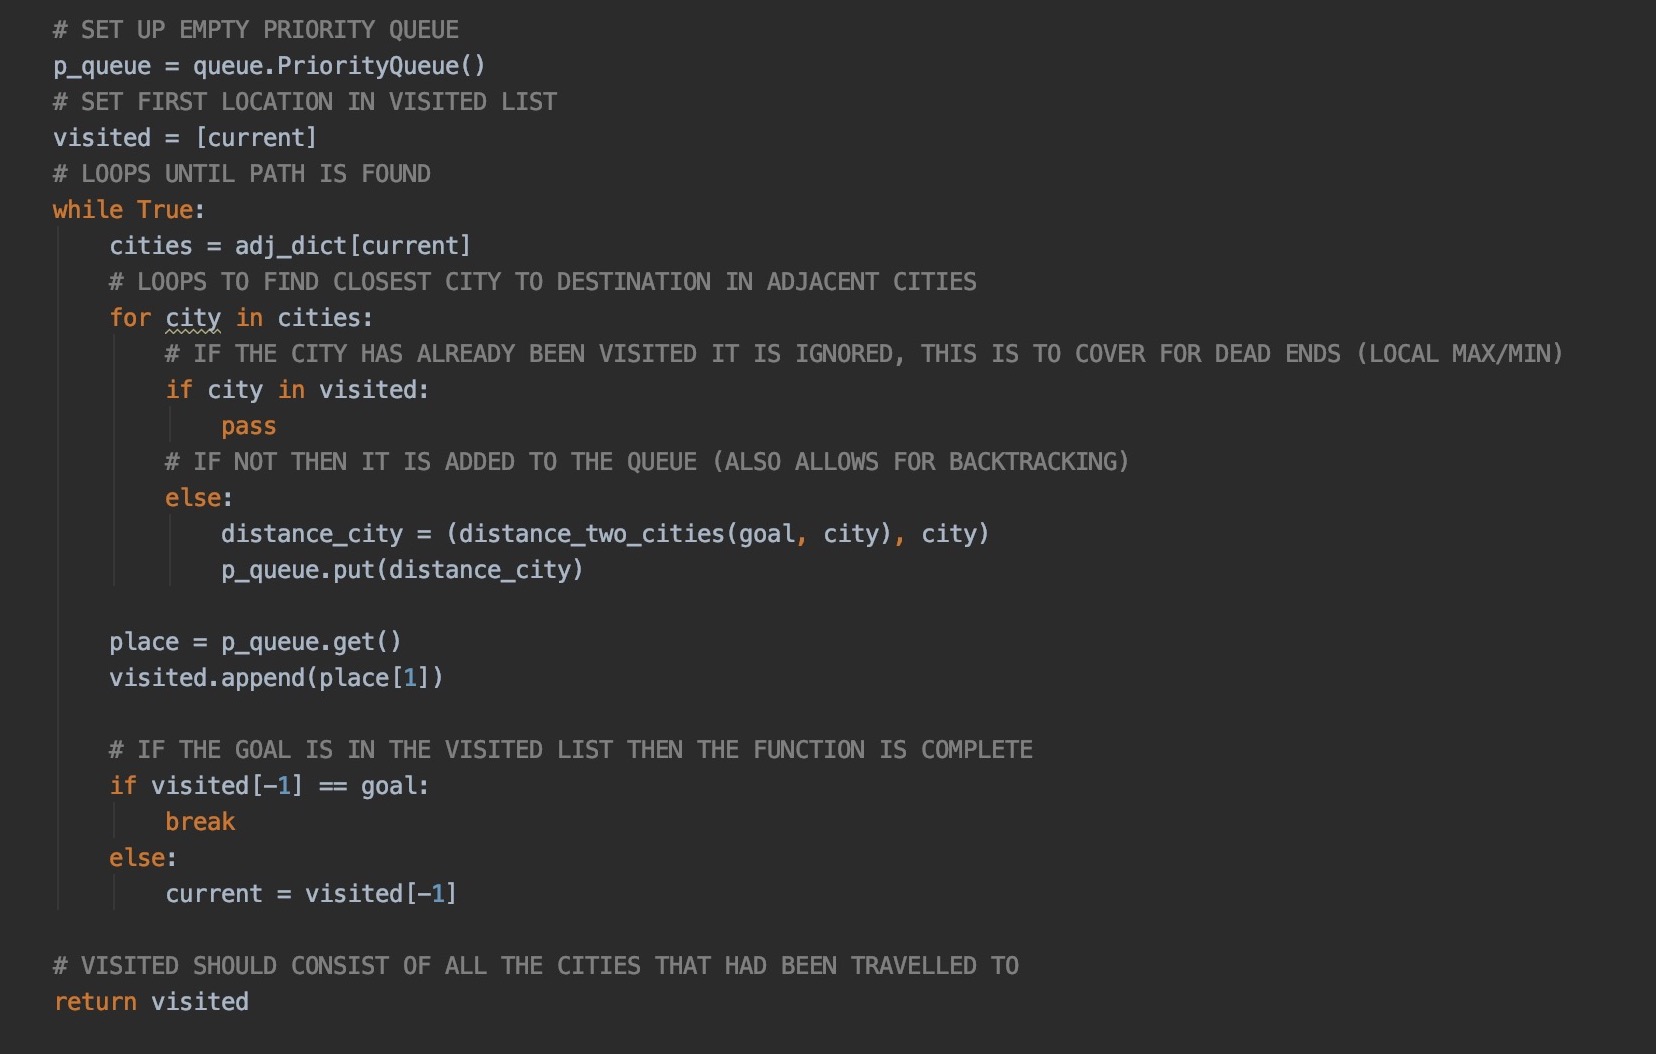 # SET UP EMPTY PRIORITY QUEUE
p_queue = queue.PriorityQueue()
# SET FIRST LOCATION IN VISITED LIST
visited = [current]
# LOOPS UNTIL PATH IS FOUND
while True:
    cities = adj_dict[current]
    # LOOPS TO FIND CLOSEST CITY TO DESTINATION IN ADJACENT CITIES
    for city in cities:
        # IF THE CITY HAS ALREADY BEEN VISITED IT IS IGNORED, THIS IS TO COVER FOR DEAD ENDS (LOCAL MAX/MIN)
        if city in visited:
            pass
        # IF NOT THEN IT IS ADDED TO THE QUEUE (ALSO ALLOWS FOR BACKTRACKING)
        else:
            distance_city = (distance_two_cities(goal, city), city)
            p_queue.put(distance_city)
    place = p_queue.get()
    visited.append(place[1])
    # IF THE GOAL IS IN THE VISITED LIST THEN THE FUNCTION IS COMPLETE
    if visited[-1] == goal:
        break
    else:
        current = visited[-1]
# VISITED SHOULD CONSIST OF ALL THE CITIES THAT HAD BEEN TRAVELLED TO
return visited